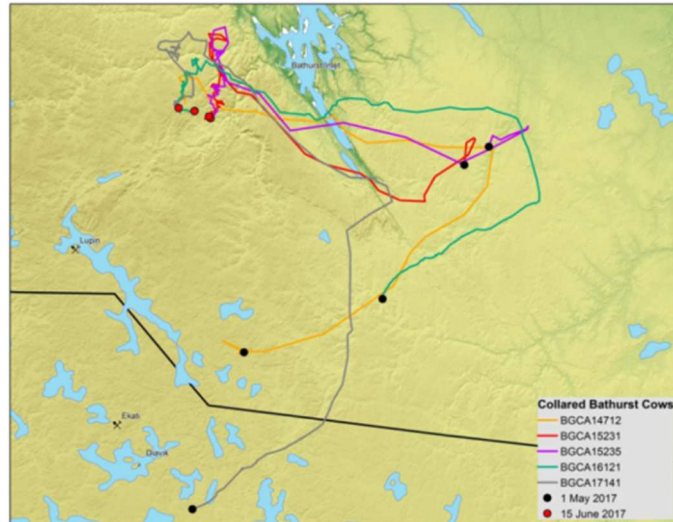 Bathurst Inlet
Lupin
Ekati
Diavik
Collared Bathurst Cows
BGCA14712
BGCA15231
BGCA15235
BGCA16121
BGCA17141
1 May 2017
15 June 2017